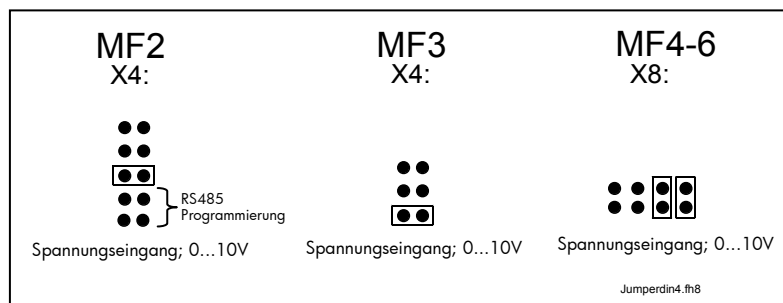 MF2
X4:
RS485
Programmierung
Spannungseingang; 0...10V
MF3
X4:
Spannungseingang; 0...10V
MF4-6
X8:
Spannungseingang; 0...10V
Jumperdin4.fh8